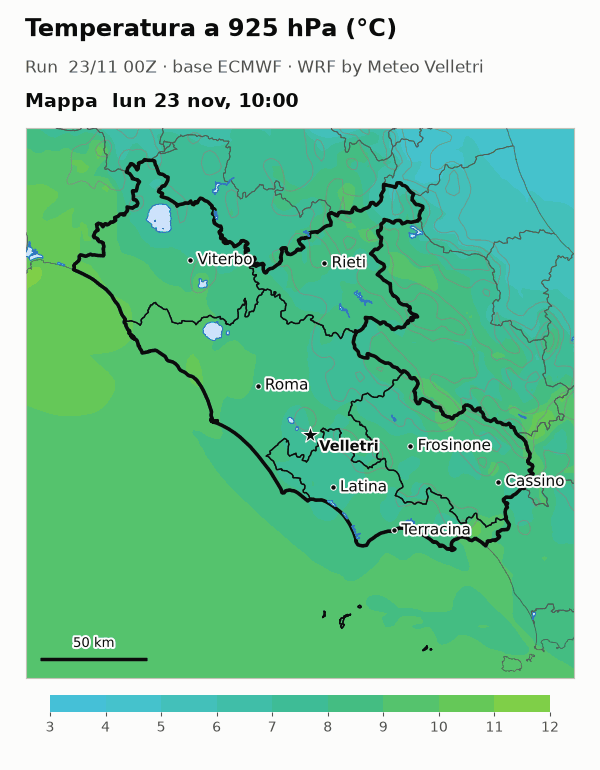 Temperatura a 925 hPa (°C)
Run  23/11 00Z · base ECMWF · WRF by Meteo Velletri
Mappa  lun 23 nov, 10:00
Viterbo
Rieti
Roma
Velletri
Frosinone
Cassino
Latina
Terracina
50 km
3 4 5 6 7 8 9 10 11 12